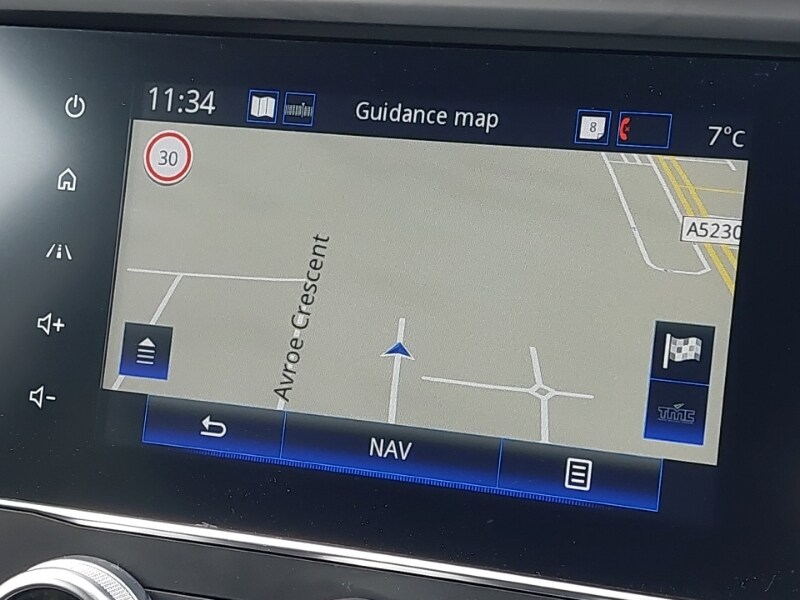 11:34
Guidance map
8
7°C
30
A5230
Avroe Crescent
TMC
NAV